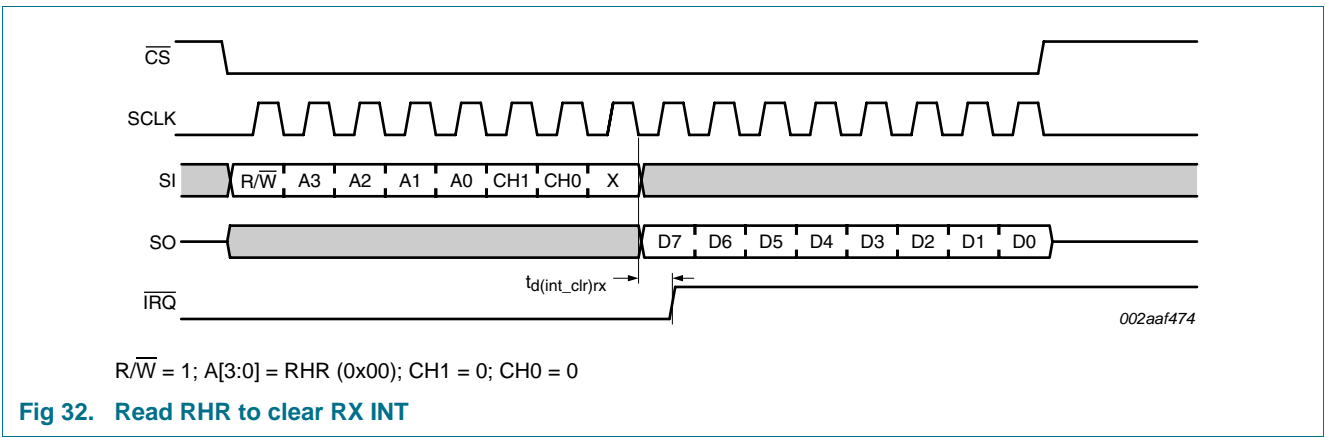 CS
SCLK
SI R/W A3 A2 A1 A0 CH1 CH0 X
SO D7 D6 D5 D4 D3 D2 D1 D0
td(int_clr)rx
IRQ
002aaf474
R/W = 1; A[3:0] = RHR (0x00); CH1 = 0; CH0 = 0
Fig 32. Read RHR to clear RX INT